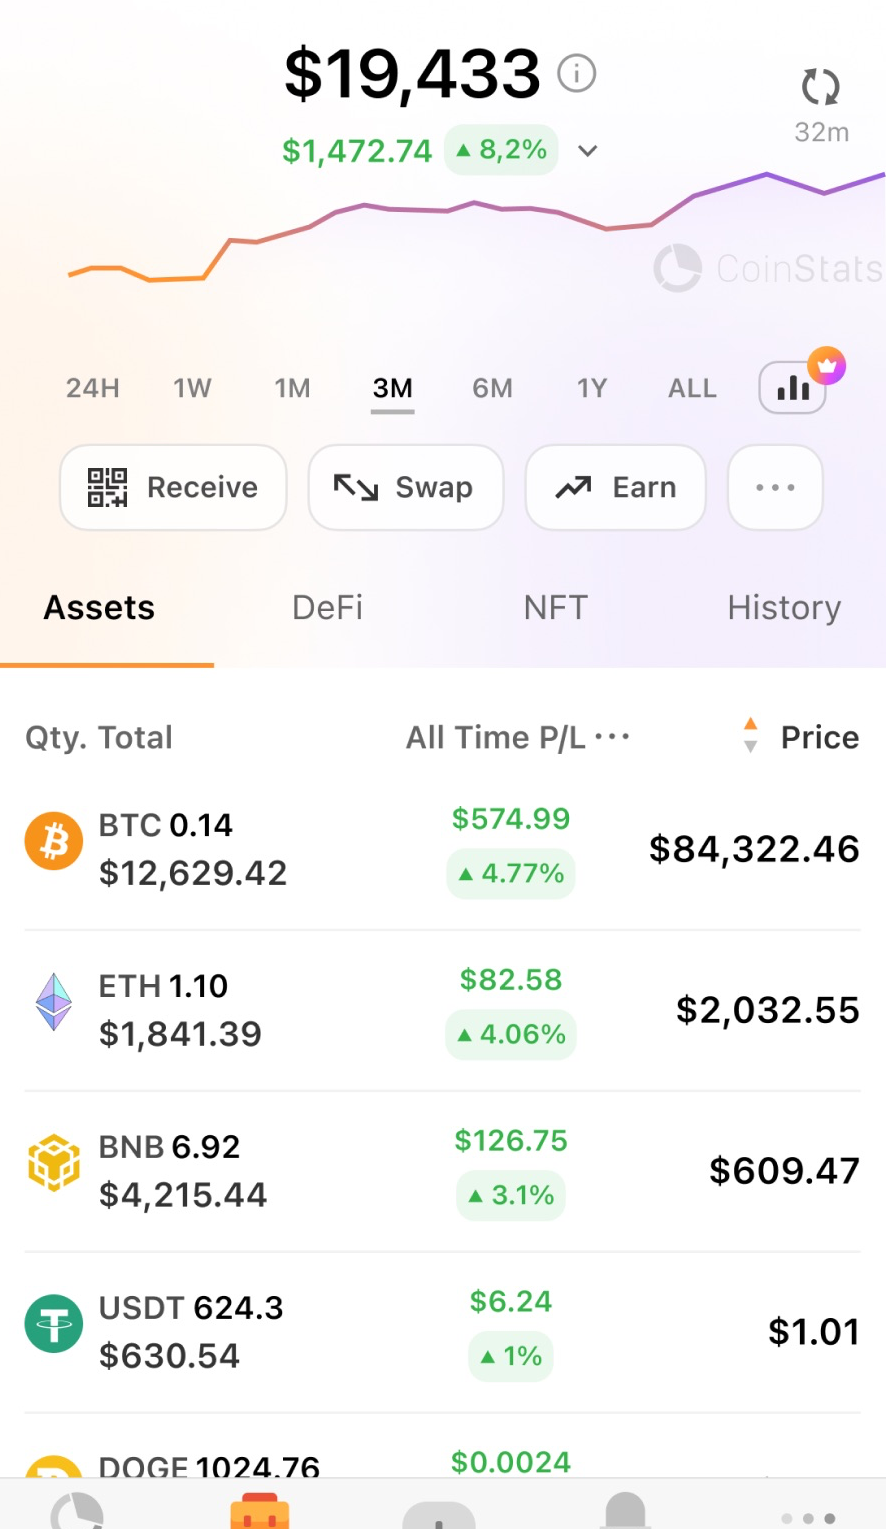 $19,433
32m
$1,472.74 ▲ 8,2%
CoinStats
24H 1W 1M 3M 6M 1Y ALL
Receive Swap Earn ...
Assets DeFi NFT History
Qty. Total All Time P/L ... Price
BTC 0.14 $574.99
$12,629.42 ▲ 4.77% $84,322.46
ETH 1.10 $82.58
$1,841.39 ▲ 4.06% $2,032.55
BNB 6.92 $126.75
$4,215.44 ▲ 3.1% $609.47
USDT 624.3 $6.24
$630.54 ▲ 1% $1.01
DOGE 1024.76 $0.0024